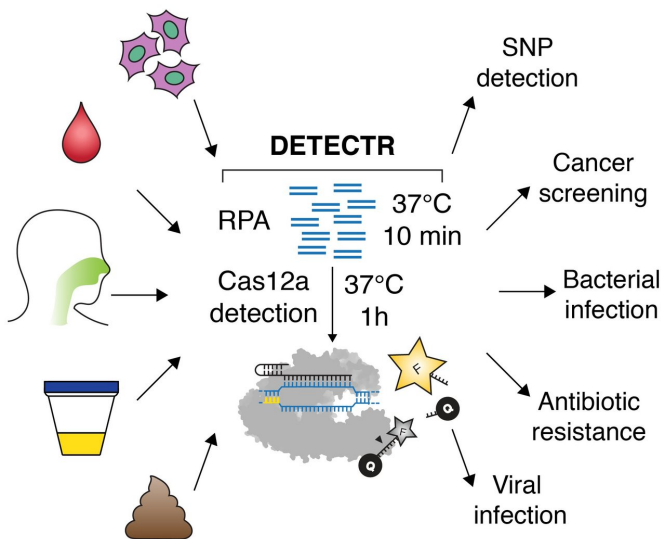 SNP
detection
DETECTR
RPA
37°C
10 min
Cas12a
detection
37°C
1h
F
Q
F
Q
Cancer
screening
Bacterial
infection
Antibiotic
resistance
Viral
infection